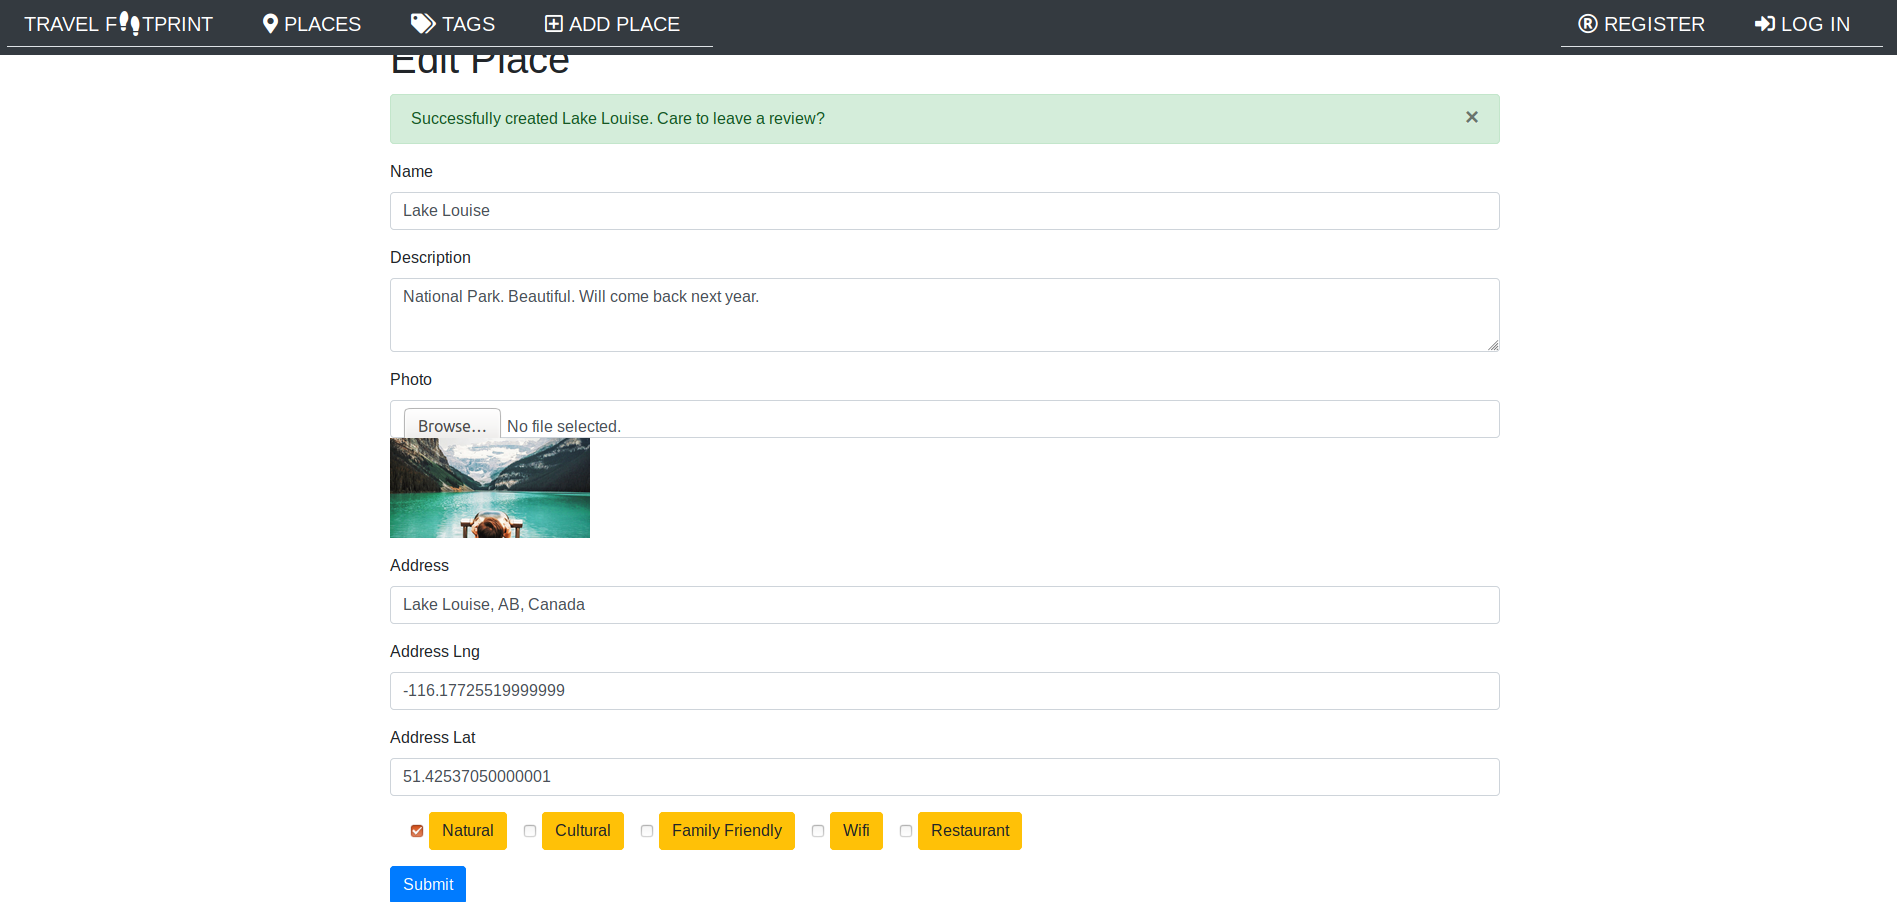 TRAVEL F TPRINT PLACES TAGS ADD PLACE REGISTER LOG IN
Edit Place
Successfully created Lake Louise. Care to leave a review? ×
Name
Lake Louise
Description
National Park. Beautiful. Will come back next year.
Photo
Browse... No file selected.
Address
Lake Louise, AB, Canada
Address Lng
-116.17725519999999
Address Lat
51.42537050000001
Natural Cultural Family Friendly Wifi Restaurant
Submit